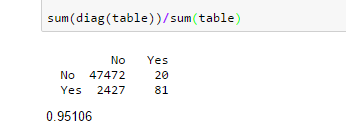 sum(diag(table))/sum(table)
No Yes
No 47472 20
Yes 2427 81
0.95106